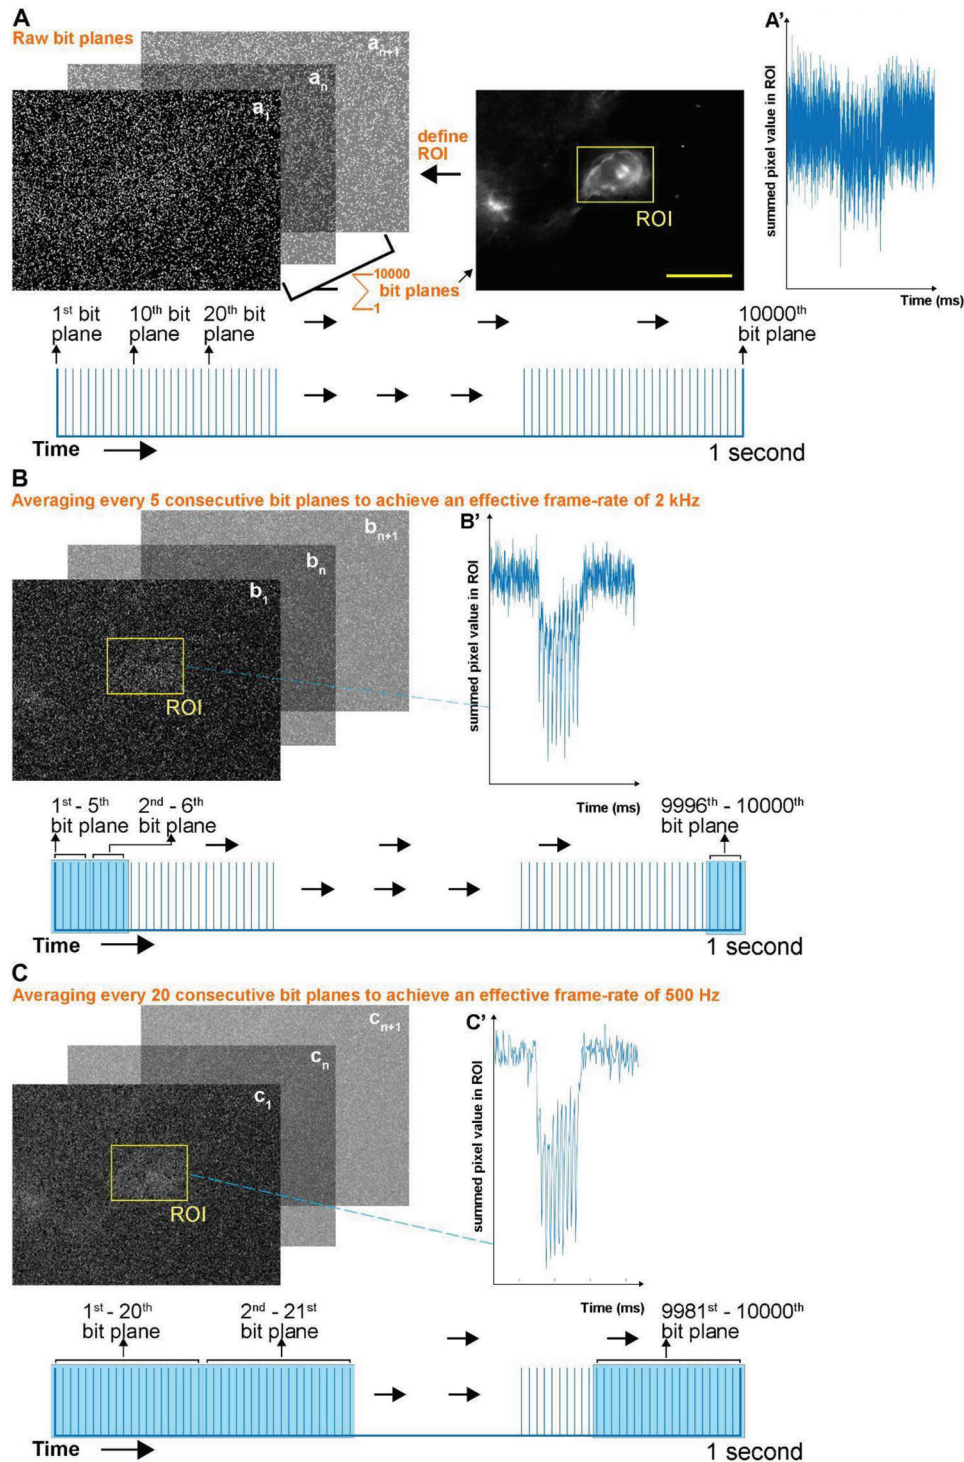 A
Raw bit planes
a₁
aₙ
aₙ₊₁
define
ROI
ROI
10000
bit planes
1
A'
summed pixel value in ROI
Time (ms)
1ˢᵗ bit
plane
10ᵗʰ bit
plane
20ᵗʰ bit
plane
10000ᵗʰ
bit plane
Time
1 second
B
Averaging every 5 consecutive bit planes to achieve an effective frame-rate of 2 kHz
b₁
bₙ
bₙ₊₁
ROI
B'
summed pixel value in ROI
Time (ms)
1ˢᵗ - 5ᵗʰ
bit plane
2ⁿᵈ - 6ᵗʰ
bit plane
9996ᵗʰ - 10000ᵗʰ
bit plane
Time
1 second
C
Averaging every 20 consecutive bit planes to achieve an effective frame-rate of 500 Hz
c₁
cₙ
cₙ₊₁
ROI
C'
summed pixel value in ROI
Time (ms)
1ˢᵗ - 20ᵗʰ
bit plane
2ⁿᵈ - 21ˢᵗ
bit plane
9981ˢᵗ - 10000ᵗʰ
bit plane
Time
1 second